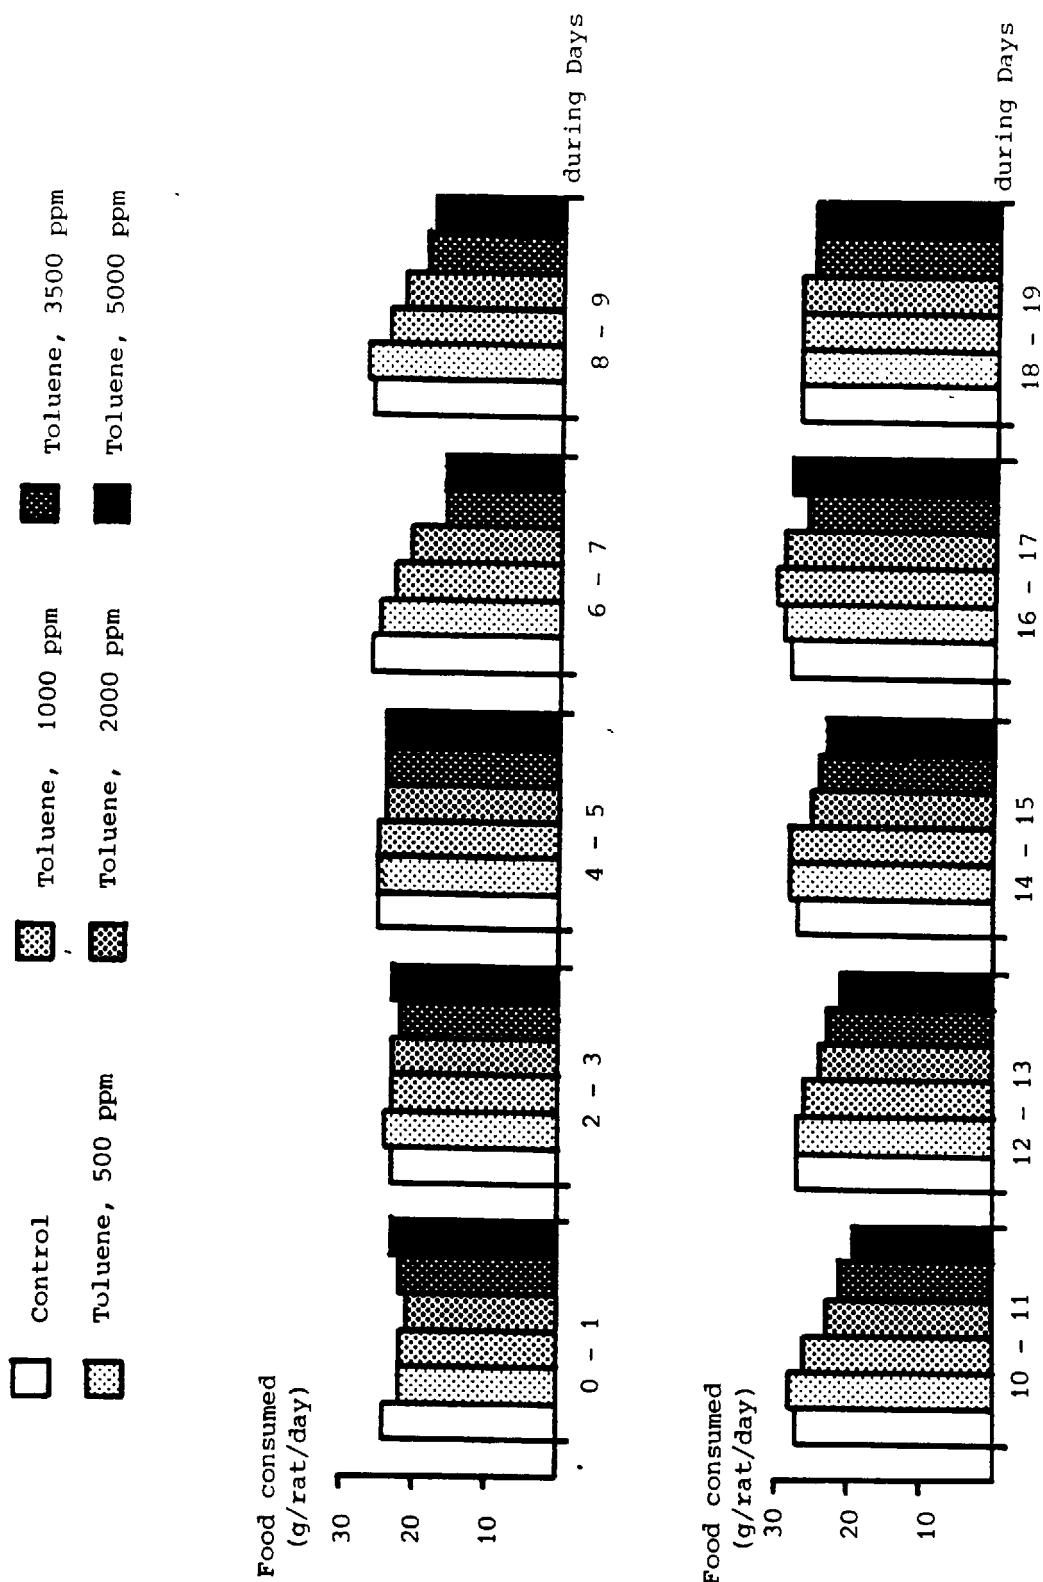 Control
Toluene, 1000 ppm
Toluene, 3500 ppm
Toluene, 500 ppm
Toluene, 2000 ppm
Toluene, 5000 ppm
Food consumed
(g/rat/day)
30
20
10
0 - 1
2 - 3
4 - 5
6 - 7
8 - 9
during Days
Food consumed
(g/rat/day)
30
20
10
10 - 11
12 - 13
14 - 15
16 - 17
18 - 19
during Days